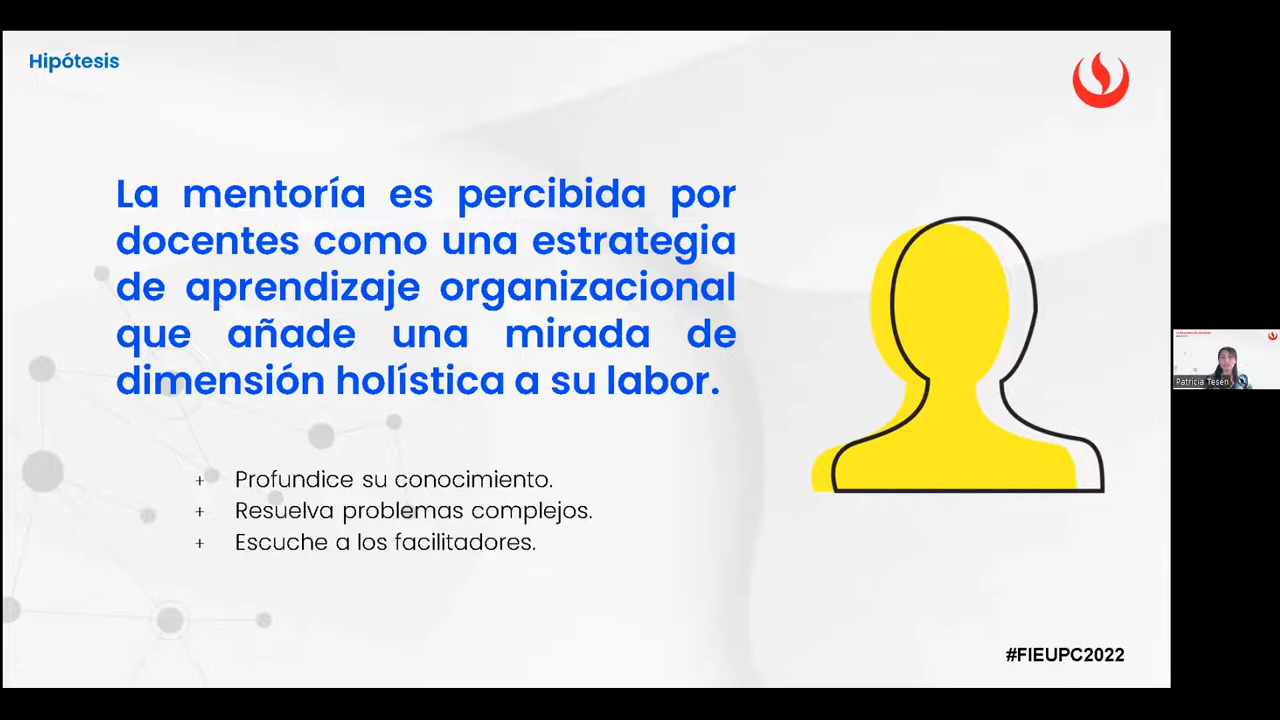 Hipótesis
La mentoría es percibida por
docentes como una estrategia
de aprendizaje organizacional
que añade una mirada de
dimensión holística a su labor.
+ Profundice su conocimiento.
+ Resuelva problemas complejos.
+ Escuche a los facilitadores.
Patricia Tesén
#FIEUPC2022